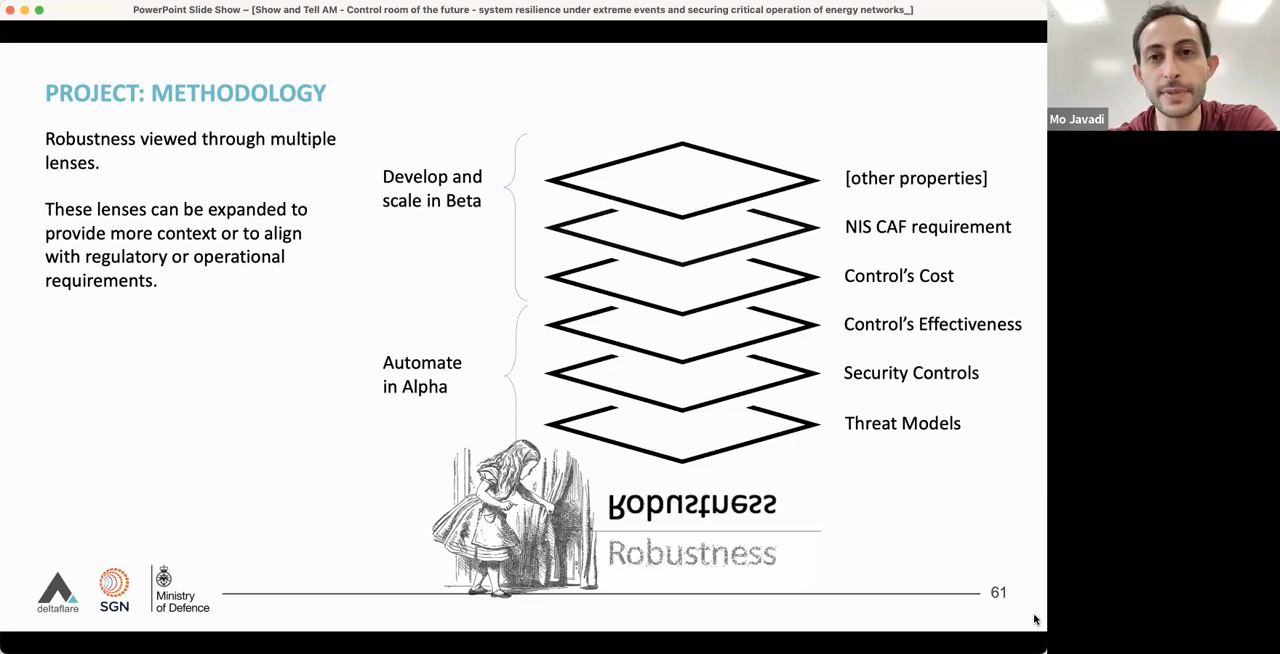 PowerPoint Slide Show – [Show and Tell AM - Control room of the future - system resilience under extreme events and securing critical operation of energy networks_]
PROJECT: METHODOLOGY
Robustness viewed through multiple
lenses.
These lenses can be expanded to
provide more context or to align
with regulatory or operational
requirements.
Develop and
scale in Beta
Automate
in Alpha
[other properties]
NIS CAF requirement
Control’s Cost
Control’s Effectiveness
Security Controls
Threat Models
Robustness
Robustness
deltaflare
SGN
Ministry
of Defence
61
Mo Javadi